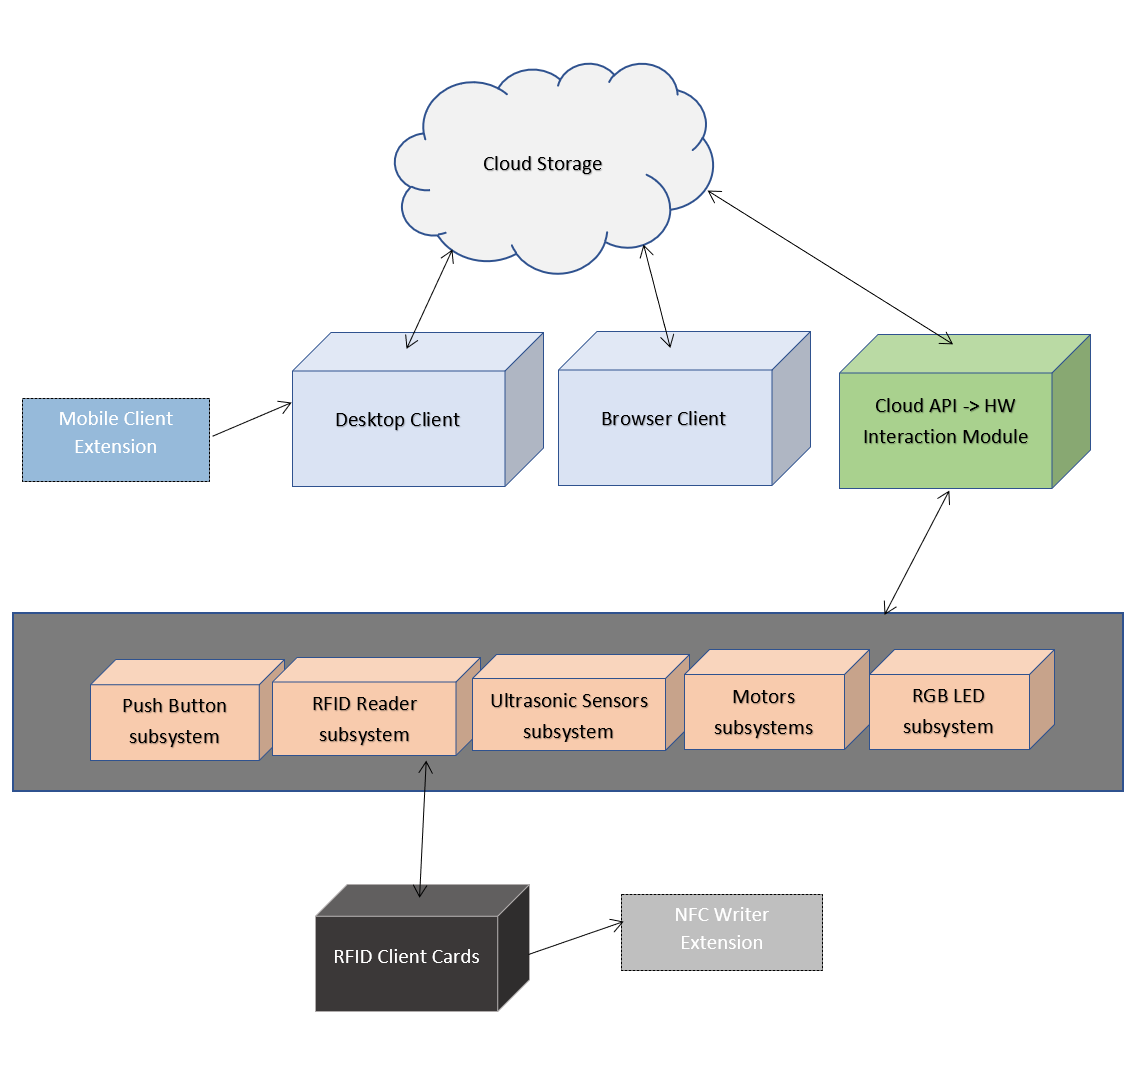 Cloud Storage
Desktop Client
Browser Client
Cloud API -> HW
Interaction Module
Mobile Client
Extension
Push Button
subsystem
RFID Reader
subsystem
Ultrasonic Sensors
subsystem
Motors
subsystems
RGB LED
subsystem
RFID Client Cards
NFC Writer
Extension